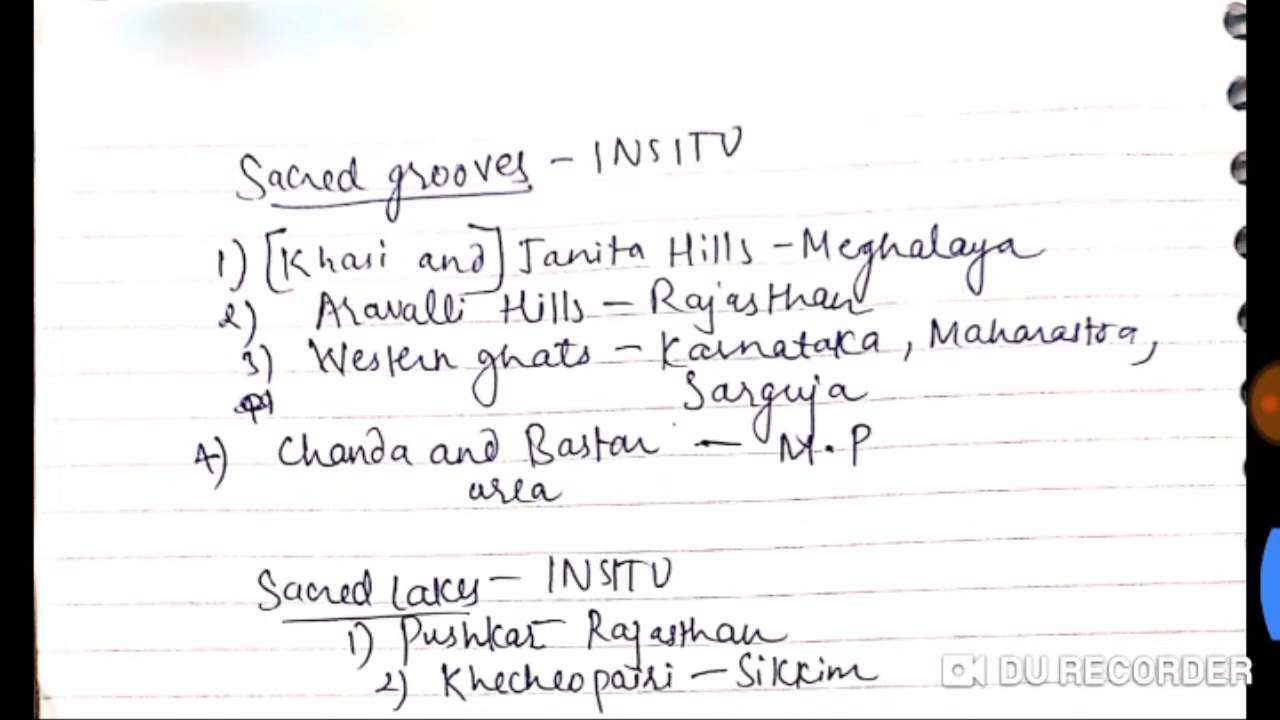 Sacred grooves - INSITU
1) [Khasi and] Janita Hills - Meghalaya
2) Aravalli Hills - Rajasthan
3) Western ghats - Karnataka, Maharastra,
Sarguja
4) Chanda and Bastar - M.P
area
Sacred lakes - INSITU
1) Pushkar - Rajasthan
2) Khecheopairi - Sikkim
DU RECORDER